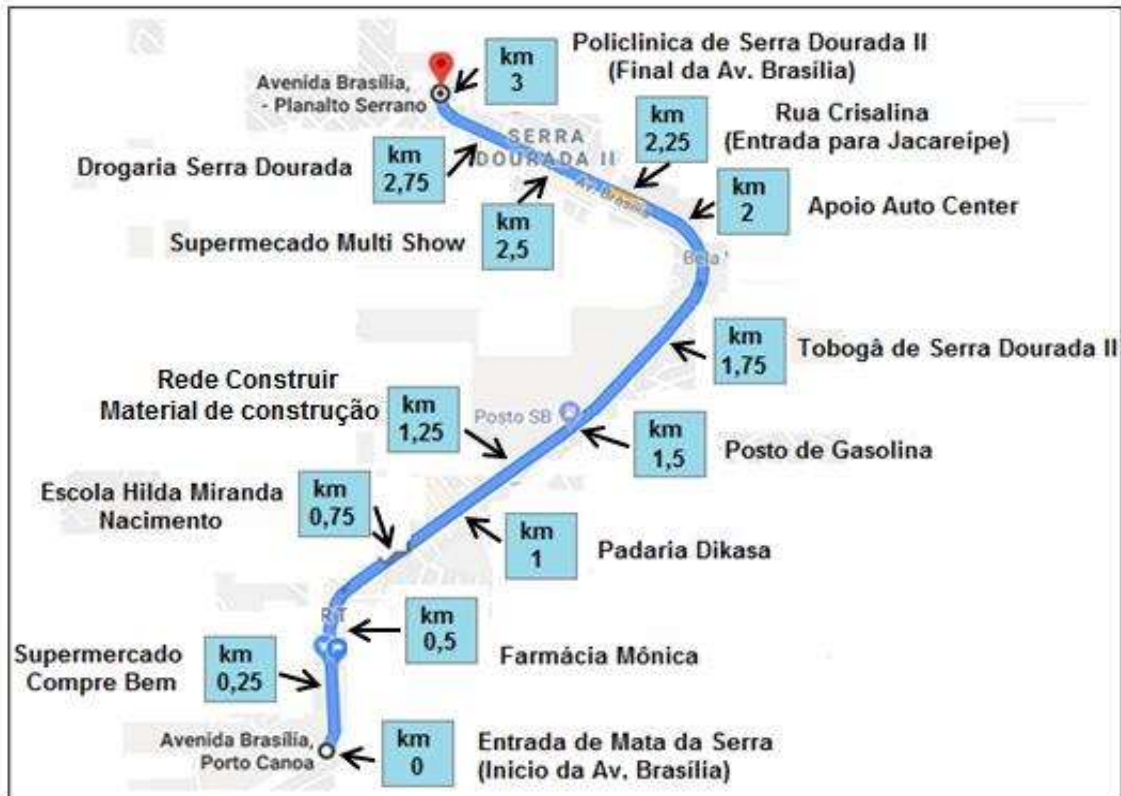 km
3
Policlinica de Serra Dourada II
(Final da Av. Brasília)
Avenida Brasília,
- Planalto Serrano
Rua Crisalina
(Entrada para Jacareípe)
km
2,25
SERRA
DOURADA II
Drogaria Serra Dourada
km
2,75
Av. Brasília
km
2
Apoio Auto Center
Supermecado Multi Show
km
2,5
Bela
km
1,75
Tobogâ de Serra Dourada II
Rede Construir
Material de construção
km
1,25
Posto SB
km
1,5
Posto de Gasolina
Escola Hilda Miranda
Nacimento
km
0,75
km
1
Padaria Dikasa
km
0,5
Farmácia Mônica
Supermercado
Compre Bem
km
0,25
Avenida Brasília,
Porto Canoa
km
0
Entrada de Mata da Serra
(Inicio da Av. Brasília)